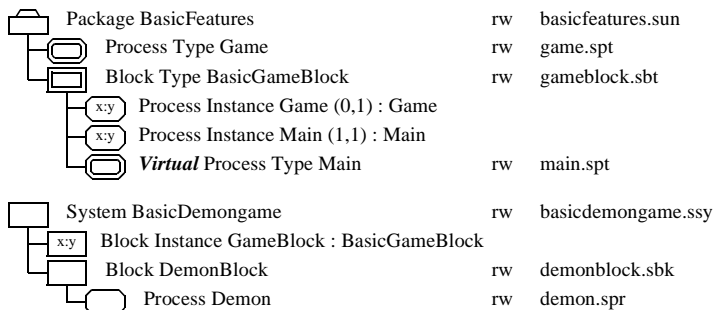 Package BasicFeatures rw basicfeatures.sun
Process Type Game rw game.spt
Block Type BasicGameBlock rw gameblock.sbt
x:y Process Instance Game (0,1) : Game
x:y Process Instance Main (1,1) : Main
Virtual Process Type Main rw main.spt
System BasicDemongame rw basicdemongame.ssy
x:y Block Instance GameBlock : BasicGameBlock
Block DemonBlock rw demonblock.sbk
Process Demon rw demon.spr